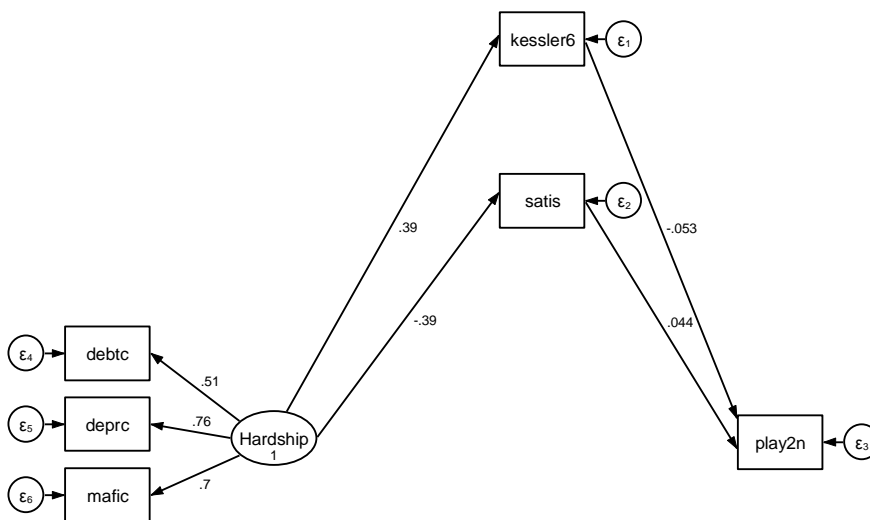 kessler6
ε1
.39
-.053
satis
ε2
-.39
.044
debtc
ε4
.51
deprc
ε5
.76
Hardship
1
mafic
ε6
.7
play2n
ε3